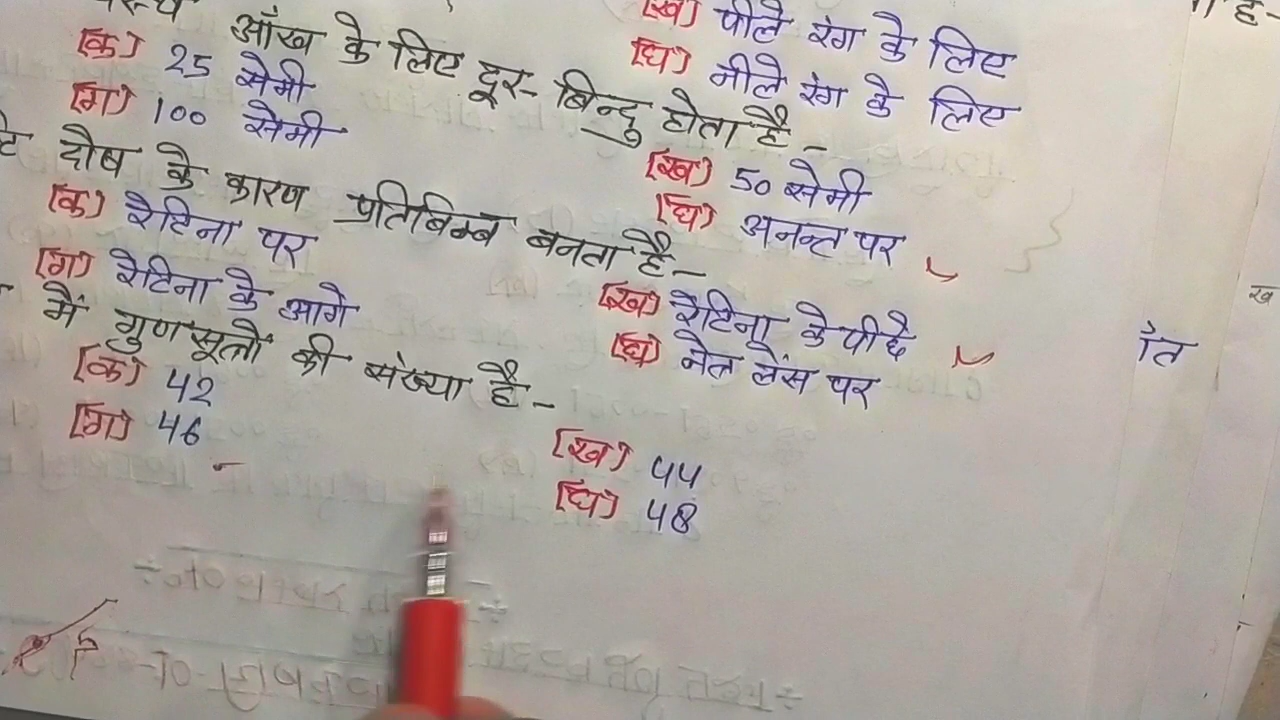 (ख) पीले रंग के लिए
(घ) नीले रंग के लिए
आँख के लिए दूर-बिन्दु होता है-
(क) 25 सेमी
(ख) 50 सेमी
(ग) 100 सेमी
(घ) अनन्त पर
दोष के कारण प्रतिबिम्ब बनता है-
(क) रेटिना पर
(ख) रेटिना के पीछे
(ग) रेटिना के आगे
(घ) नेत्र लेंस पर
में गुणसूत्रों की संख्या है-
(क) 42
(ख) 44
(ग) 46
(घ) 48
ख